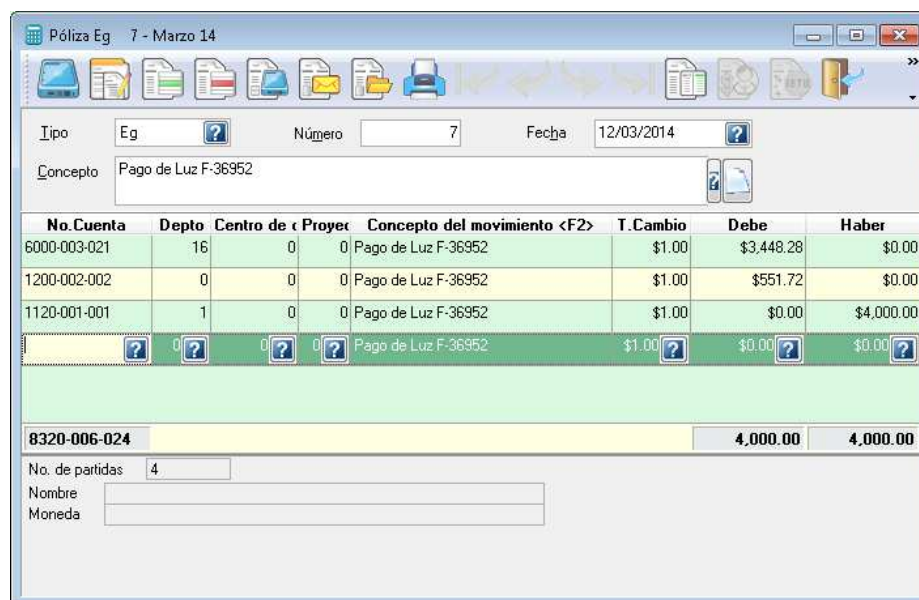 Póliza Eg 7 - Marzo 14
Tipo Eg Número 7 Fecha 12/03/2014
Concepto Pago de Luz F-36952
No.Cuenta Depto Centro de c Proyec Concepto del movimiento <F2> T.Cambio Debe Haber
6000-003-021 16 0 0 Pago de Luz F-36952 $1.00 $3,448.28 $0.00
1200-002-002 0 0 0 Pago de Luz F-36952 $1.00 $551.72 $0.00
1120-001-001 1 0 0 Pago de Luz F-36952 $1.00 $0.00 $4,000.00
0 0 0 Pago de Luz F-36952 $1.00 $0.00 $0.00
8320-006-024 4,000.00 4,000.00
No. de partidas 4
Nombre
Moneda